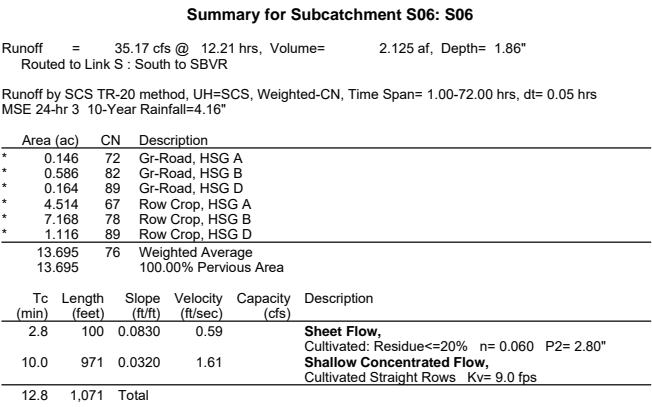 Summary for Subcatchment S06: S06
Runoff = 35.17 cfs @ 12.21 hrs, Volume= 2.125 af, Depth= 1.86"
Routed to Link S : South to SBVR
Runoff by SCS TR-20 method, UH=SCS, Weighted-CN, Time Span= 1.00-72.00 hrs, dt= 0.05 hrs
MSE 24-hr 3 10-Year Rainfall=4.16"
Area (ac) CN Description
* 0.146 72 Gr-Road, HSG A
* 0.586 82 Gr-Road, HSG B
* 0.164 89 Gr-Road, HSG D
* 4.514 67 Row Crop, HSG A
* 7.168 78 Row Crop, HSG B
* 1.116 89 Row Crop, HSG D
13.695 76 Weighted Average
13.695 100.00% Pervious Area
Tc Length Slope Velocity Capacity Description
(min) (feet) (ft/ft) (ft/sec) (cfs)
2.8 100 0.0830 0.59 Sheet Flow,
Cultivated: Residue<=20% n= 0.060 P2= 2.80"
10.0 971 0.0320 1.61 Shallow Concentrated Flow,
Cultivated Straight Rows Kv= 9.0 fps
12.8 1,071 Total